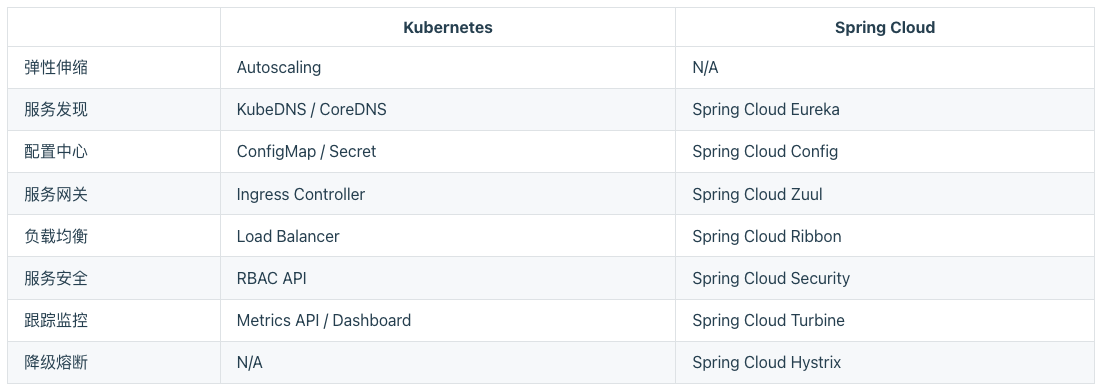 Kubernetes Spring Cloud
弹性伸缩 Autoscaling N/A
服务发现 KubeDNS / CoreDNS Spring Cloud Eureka
配置中心 ConfigMap / Secret Spring Cloud Config
服务网关 Ingress Controller Spring Cloud Zuul
负载均衡 Load Balancer Spring Cloud Ribbon
服务安全 RBAC API Spring Cloud Security
跟踪监控 Metrics API / Dashboard Spring Cloud Turbine
降级熔断 N/A Spring Cloud Hystrix